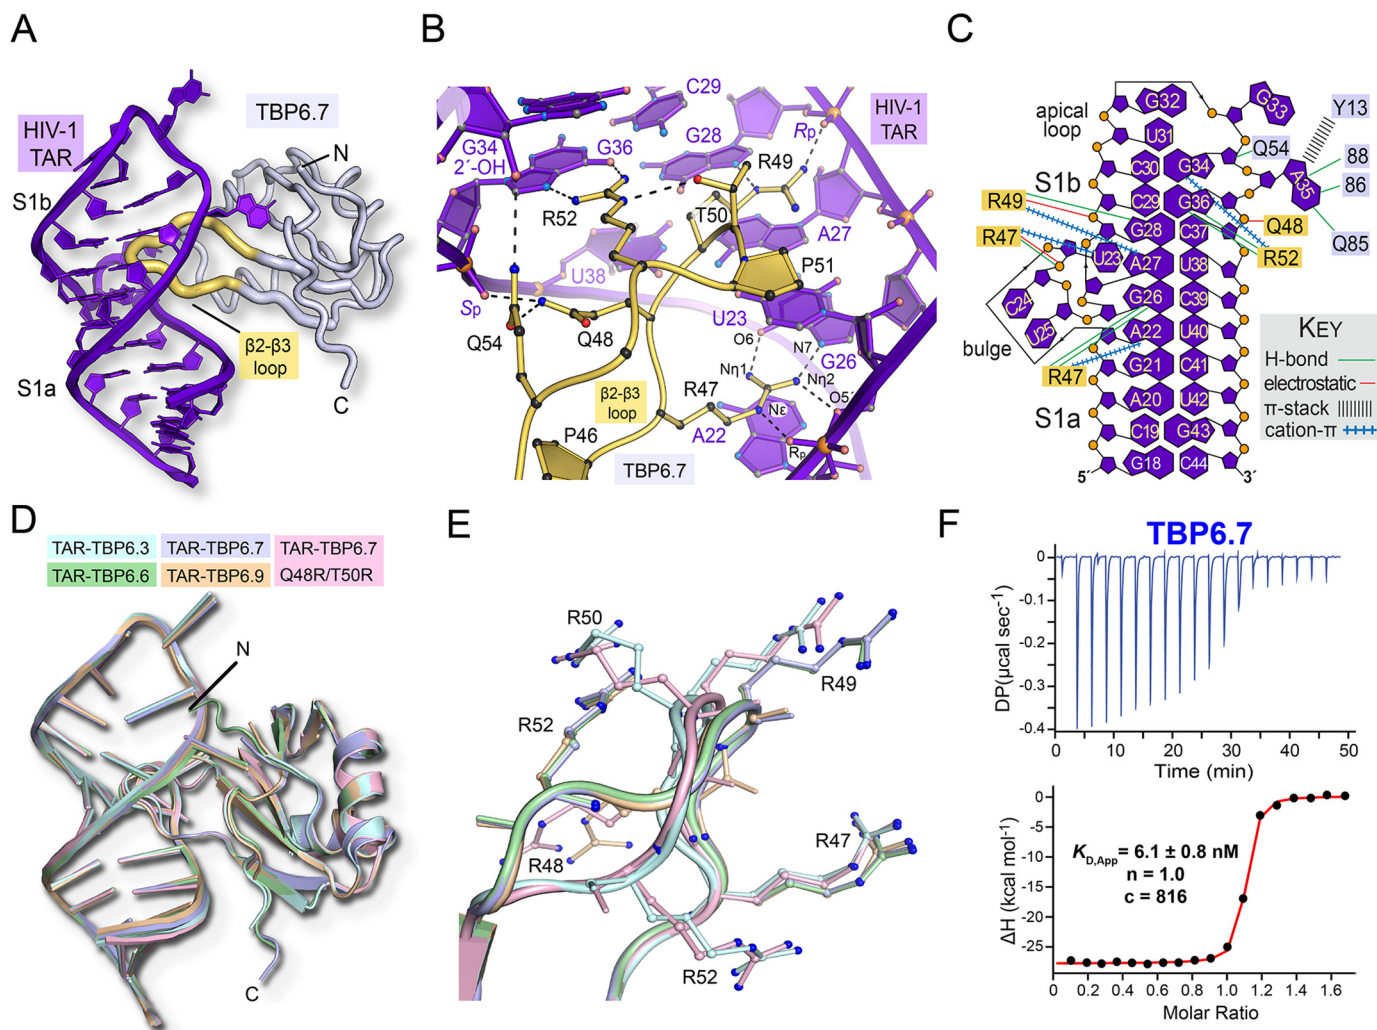 A
HIV-1
TAR
TBP6.7
N
S1b
S1a
β2-β3
loop
C
B
C29
HIV-1
TAR
G34
2´-OH
G36
G28
Rp
R49
R52
T50
A27
P51
U38
Sp
U23
O6
N7
G26
Q54
Q48
Nη1
Nη2
β2-β3
loop
R47
O5´
Nε
A22
Rp
P46
TBP6.7
C
G32
G33
apical
loop
U31
Y13
Q54
C30
G34
88
S1b
A35
86
R49
C29
G36
Q48
R47
G28
C37
Q85
U23
R52
A27
U38
C24
G26
C39
U25
KEY
bulge
A22
U40
H-bond
R47
G21
C41
electrostatic
π-stack
S1a
A20
U42
cation-π
C19
G43
G18
C44
5´
3´
D
TAR-TBP6.3
TAR-TBP6.7
TAR-TBP6.7
Q48R/T50R
TAR-TBP6.6
TAR-TBP6.9
N
C
E
R50
R49
R52
R48
R47
R52
F
TBP6.7
0
-0.1
-0.2
-0.3
-0.4
DP(µcal sec-1)
0 5 10 15 20 25 30 35 40 45 50
Time (min)
0
-5
-10
-15
-20
-25
ΔH (kcal mol-1)
KD,App= 6.1 ± 0.8 nM
n = 1.0
c = 816
0 0.2 0.4 0.6 0.8 1.0 1.2 1.4 1.6
Molar Ratio